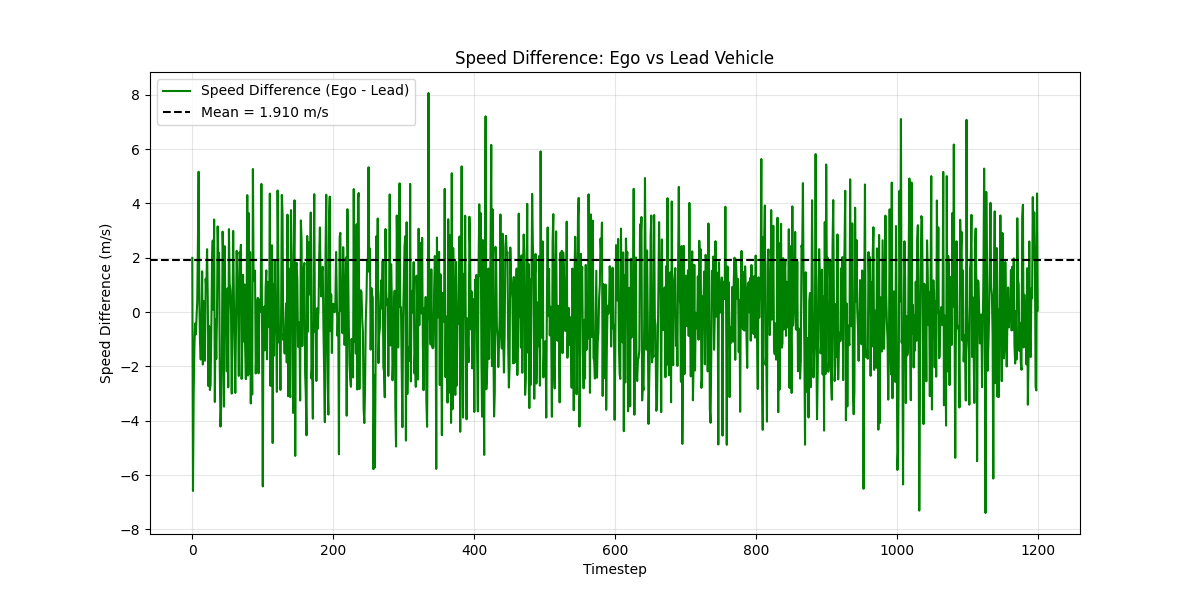 Speed Difference: Ego vs Lead Vehicle
Speed Difference (Ego - Lead)
Mean = 1.910 m/s
Speed Difference (m/s)
8
6
4
2
0
−2
−4
−6
−8
0 200 400 600 800 1000 1200
Timestep